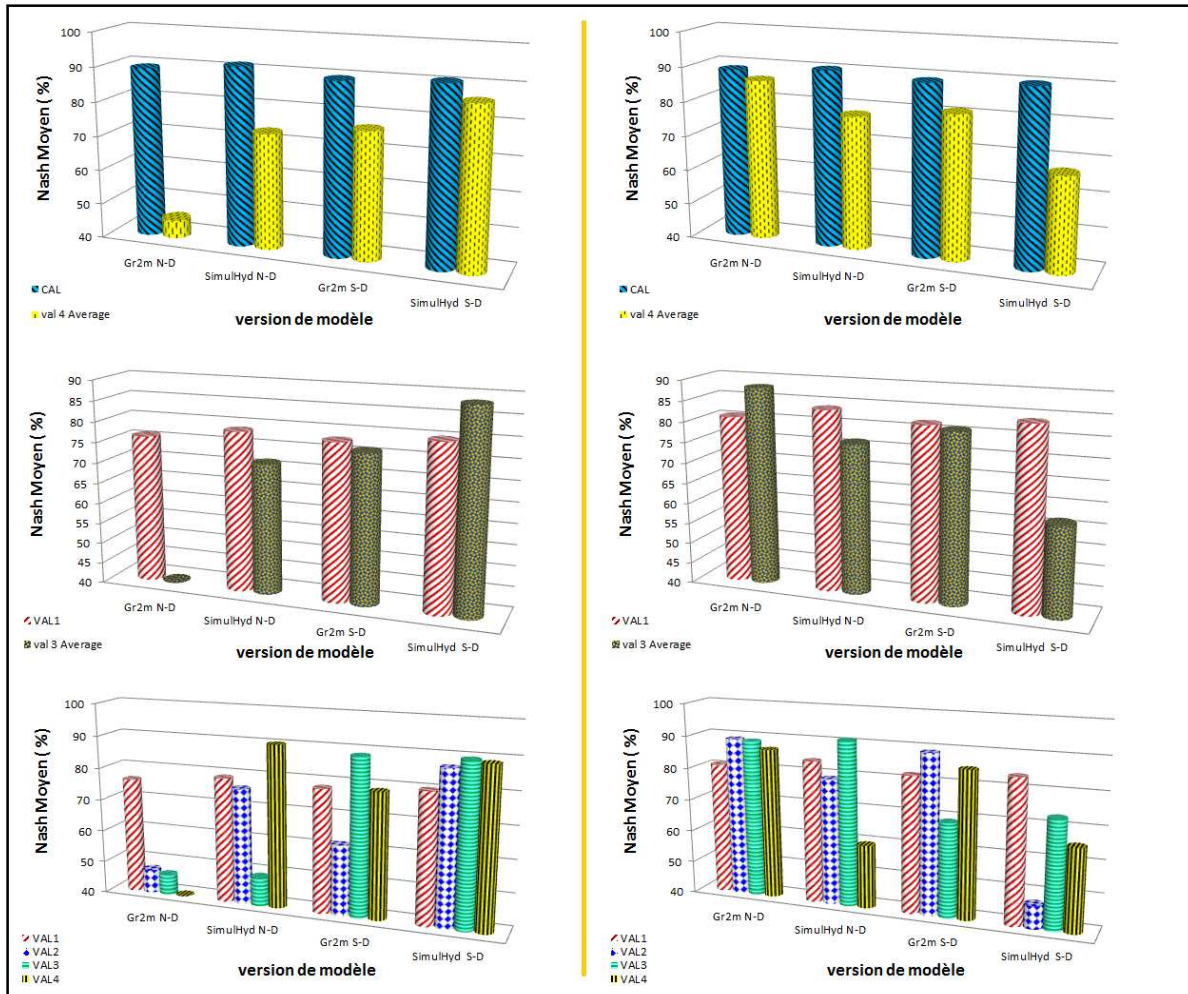 100
90
80
70
60
50
40
Nash Moyen ( %)
Gr2m N-D
SimulHyd N-D
Gr2m S-D
SimulHyd S-D
CAL
val 4 Average
version de modèle
100
90
80
70
60
50
40
Nash Moyen ( %)
Gr2m N-D
SimulHyd N-D
Gr2m S-D
SimulHyd S-D
CAL
val 4 Average
version de modèle
90
85
80
75
70
65
60
55
50
45
40
Nash Moyen ( %)
Gr2m N-D
SimulHyd N-D
Gr2m S-D
SimulHyd S-D
VAL1
val 3 Average
version de modèle
90
85
80
75
70
65
60
55
50
45
40
Nash Moyen ( %)
Gr2m N-D
SimulHyd N-D
Gr2m S-D
SimulHyd S-D
VAL1
val 3 Average
version de modèle
100
90
80
70
60
50
40
Nash Moyen ( %)
Gr2m N-D
SimulHyd N-D
Gr2m S-D
SimulHyd S-D
VAL1
VAL2
VAL3
VAL4
version de modèle
100
90
80
70
60
50
40
Nash Moyen ( %)
Gr2m N-D
SimulHyd N-D
Gr2m S-D
SimulHyd S-D
VAL1
VAL2
VAL3
VAL4
version de modèle